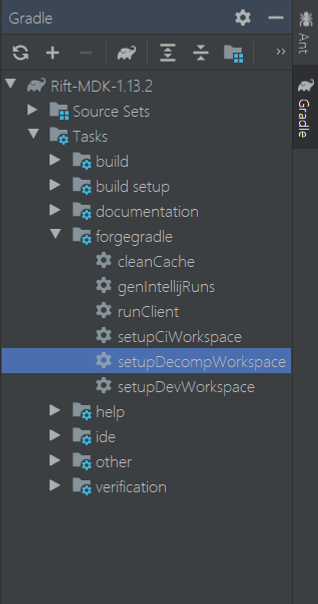 Gradle
Rift-MDK-1.13.2
Source Sets
Tasks
build
build setup
documentation
forgegradle
cleanCache
genIntellijRuns
runClient
setupCiWorkspace
setupDecompWorkspace
setupDevWorkspace
help
ide
other
verification
Ant
Gradle